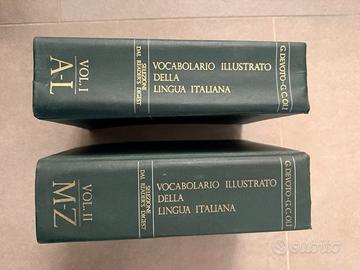 G. DEVOTO - G. C. OLI
VOCABOLARIO ILLUSTRATO
DELLA
LINGUA ITALIANA
SELEZIONE
DAL READER'S DIGEST
VOL. I
A-L
G. DEVOTO - G. C. OLI
VOCABOLARIO ILLUSTRATO
DELLA
LINGUA ITALIANA
SELEZIONE
DAL READER'S DIGEST
VOL. II
M-Z
subito